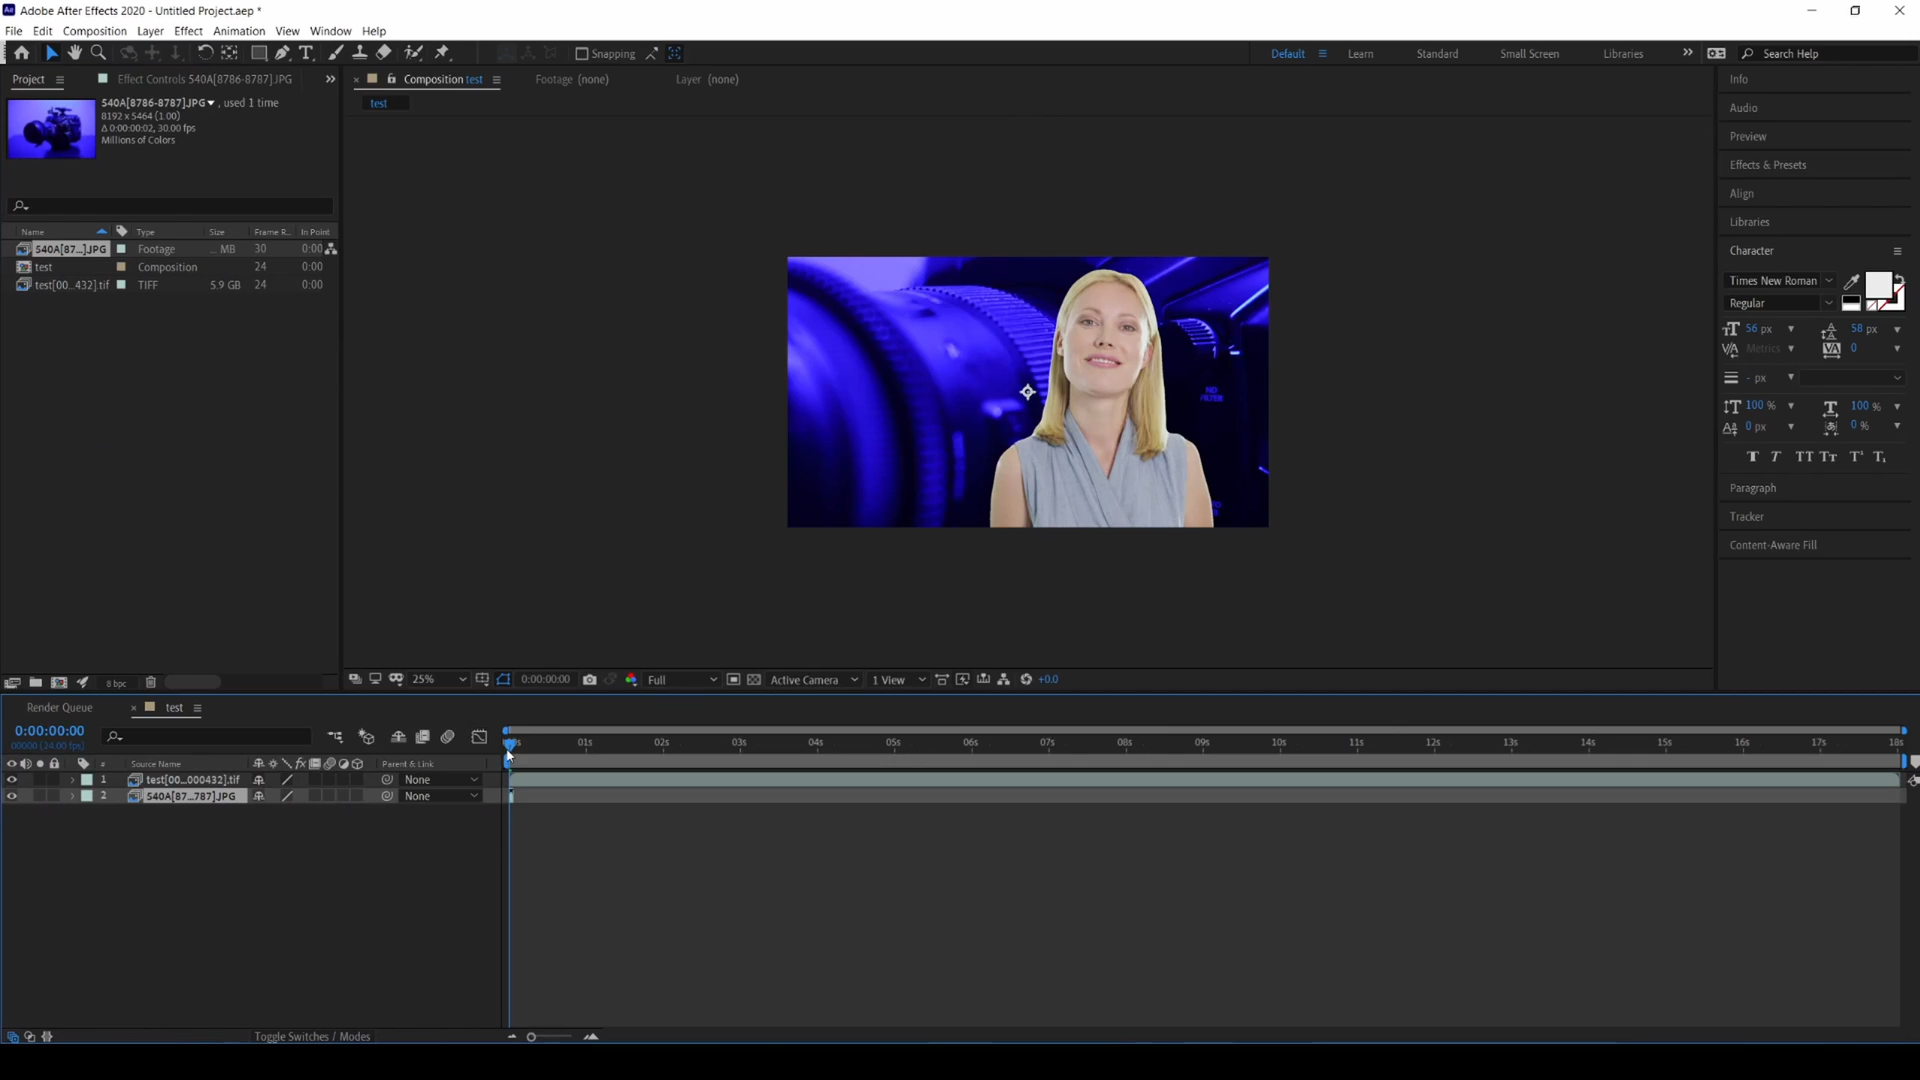 Adobe After Effects 2020 - Untitled Project.aep *
File Edit Composition Layer Effect Animation View Window Help
Snapping Default Learn Standard Small Screen Libraries Search Help
Project Effect Controls 540A[8786-8787].JPG Composition test Footage (none) Layer (none)
test
540A[8786-8787].JPG , used 1 time
8192 x 5464 (1.00)
Δ 0:00:00:02, 30.00 fps
Millions of Colors
Name Type Size Frame R... In Point
540A[87...].JPG Footage ... MB 30 0:00
test Composition 24 0:00
test[00...432].tif TIFF 5.9 GB 24 0:00
NO
FILTER
8 bpc
25% 0:00:00:00 Full Active Camera 1 View +0.0
Info
Audio
Preview
Effects & Presets
Align
Libraries
Character
Times New Roman
Regular
56 px 58 px
Metrics 0
- px
100 % 100 %
0 px 0 %
T T TT Tr T¹ T₁
Paragraph
Tracker
Content-Aware Fill
Render Queue test
0:00:00:00
00000 (24.00 fps)
01s 02s 03s 04s 05s 06s 07s 08s 09s 10s 11s 12s 13s 14s 15s 16s 17s 18s
# Source Name Parent & Link
1 test[00...000432].tif None
2 540A[87...787].JPG None
Toggle Switches / Modes